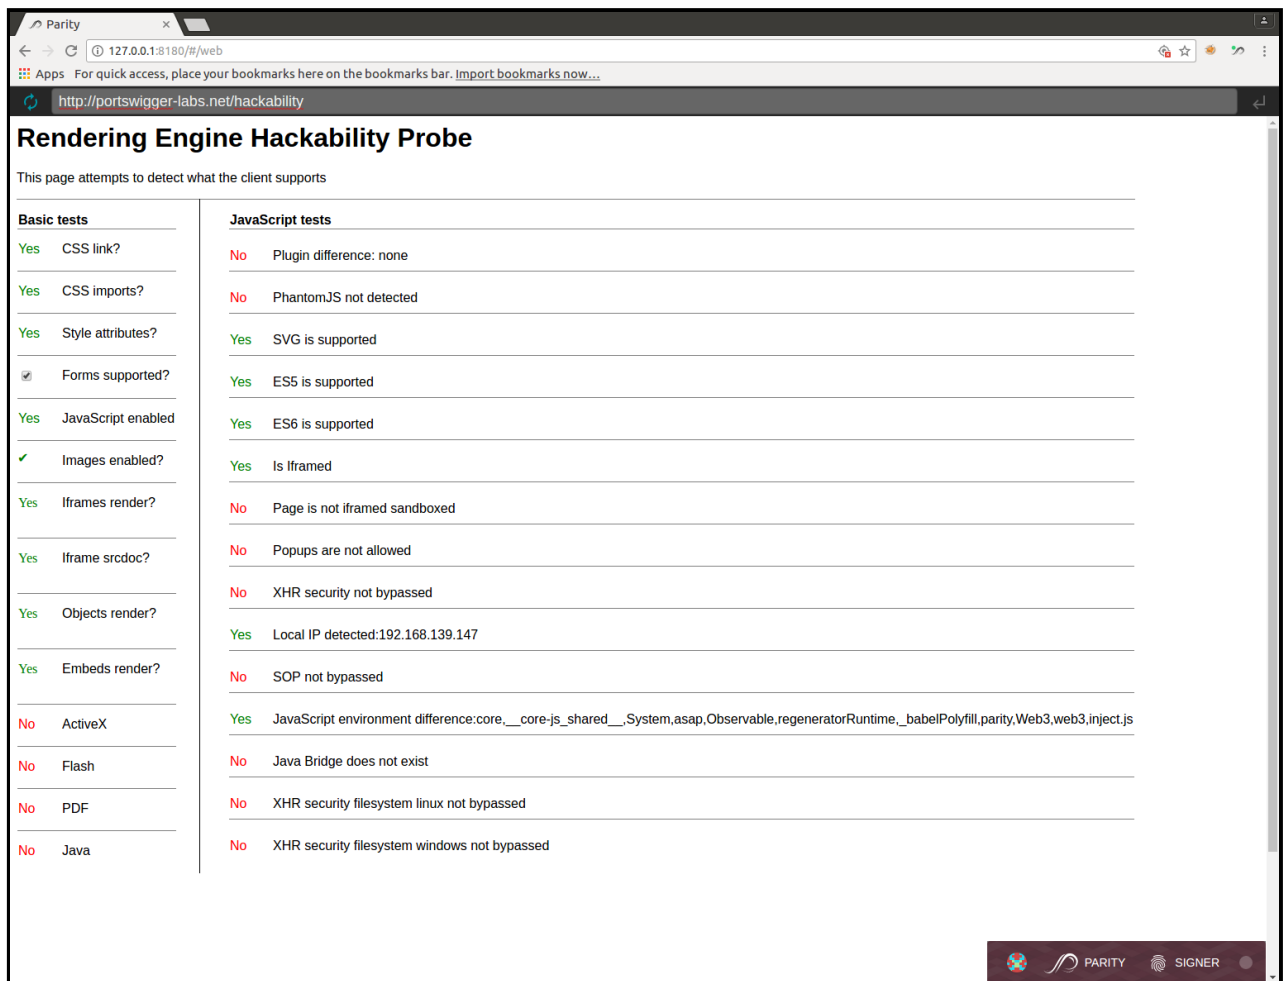 Parity
127.0.0.1:8180/#/web
Apps For quick access, place your bookmarks here on the bookmarks bar. Import bookmarks now...
http://portswigger-labs.net/hackability
Rendering Engine Hackability Probe
This page attempts to detect what the client supports
Basic tests
Yes CSS link?
Yes CSS imports?
Yes Style attributes?
Forms supported?
Yes JavaScript enabled
✔ Images enabled?
Yes Iframes render?
Yes Iframe srcdoc?
Yes Objects render?
Yes Embeds render?
No ActiveX
No Flash
No PDF
No Java
JavaScript tests
No Plugin difference: none
No PhantomJS not detected
Yes SVG is supported
Yes ES5 is supported
Yes ES6 is supported
Yes Is Iframed
No Page is not iframed sandboxed
No Popups are not allowed
No XHR security not bypassed
Yes Local IP detected:192.168.139.147
No SOP not bypassed
Yes JavaScript environment difference:core,__core-js_shared__,System,asap,Observable,regeneratorRuntime,_babelPolyfill,parity,Web3,web3,inject.js
No Java Bridge does not exist
No XHR security filesystem linux not bypassed
No XHR security filesystem windows not bypassed
PARITY SIGNER